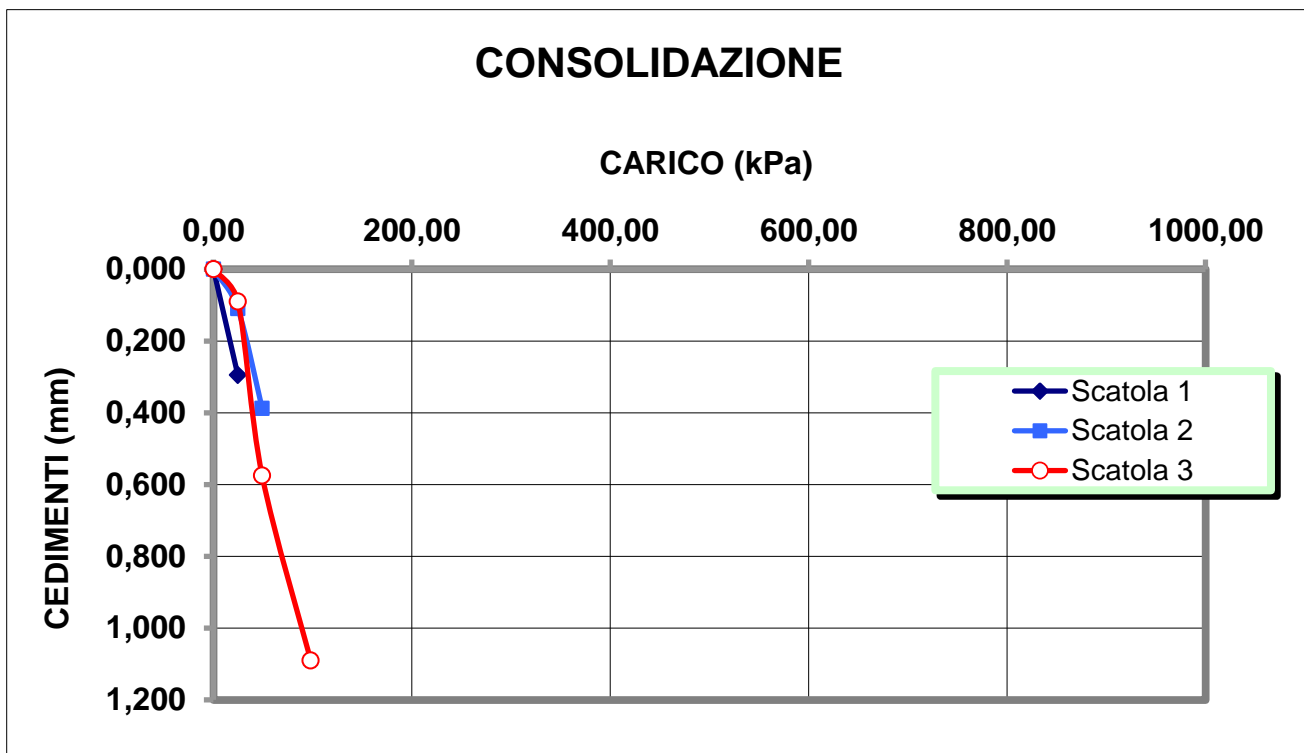 CONSOLIDAZIONE
CARICO (kPa)
0,00 200,00 400,00 600,00 800,00 1000,00
0,000
0,200
0,400
0,600
0,800
1,000
1,200
CEDIMENTI (mm)
Scatola 1
Scatola 2
Scatola 3